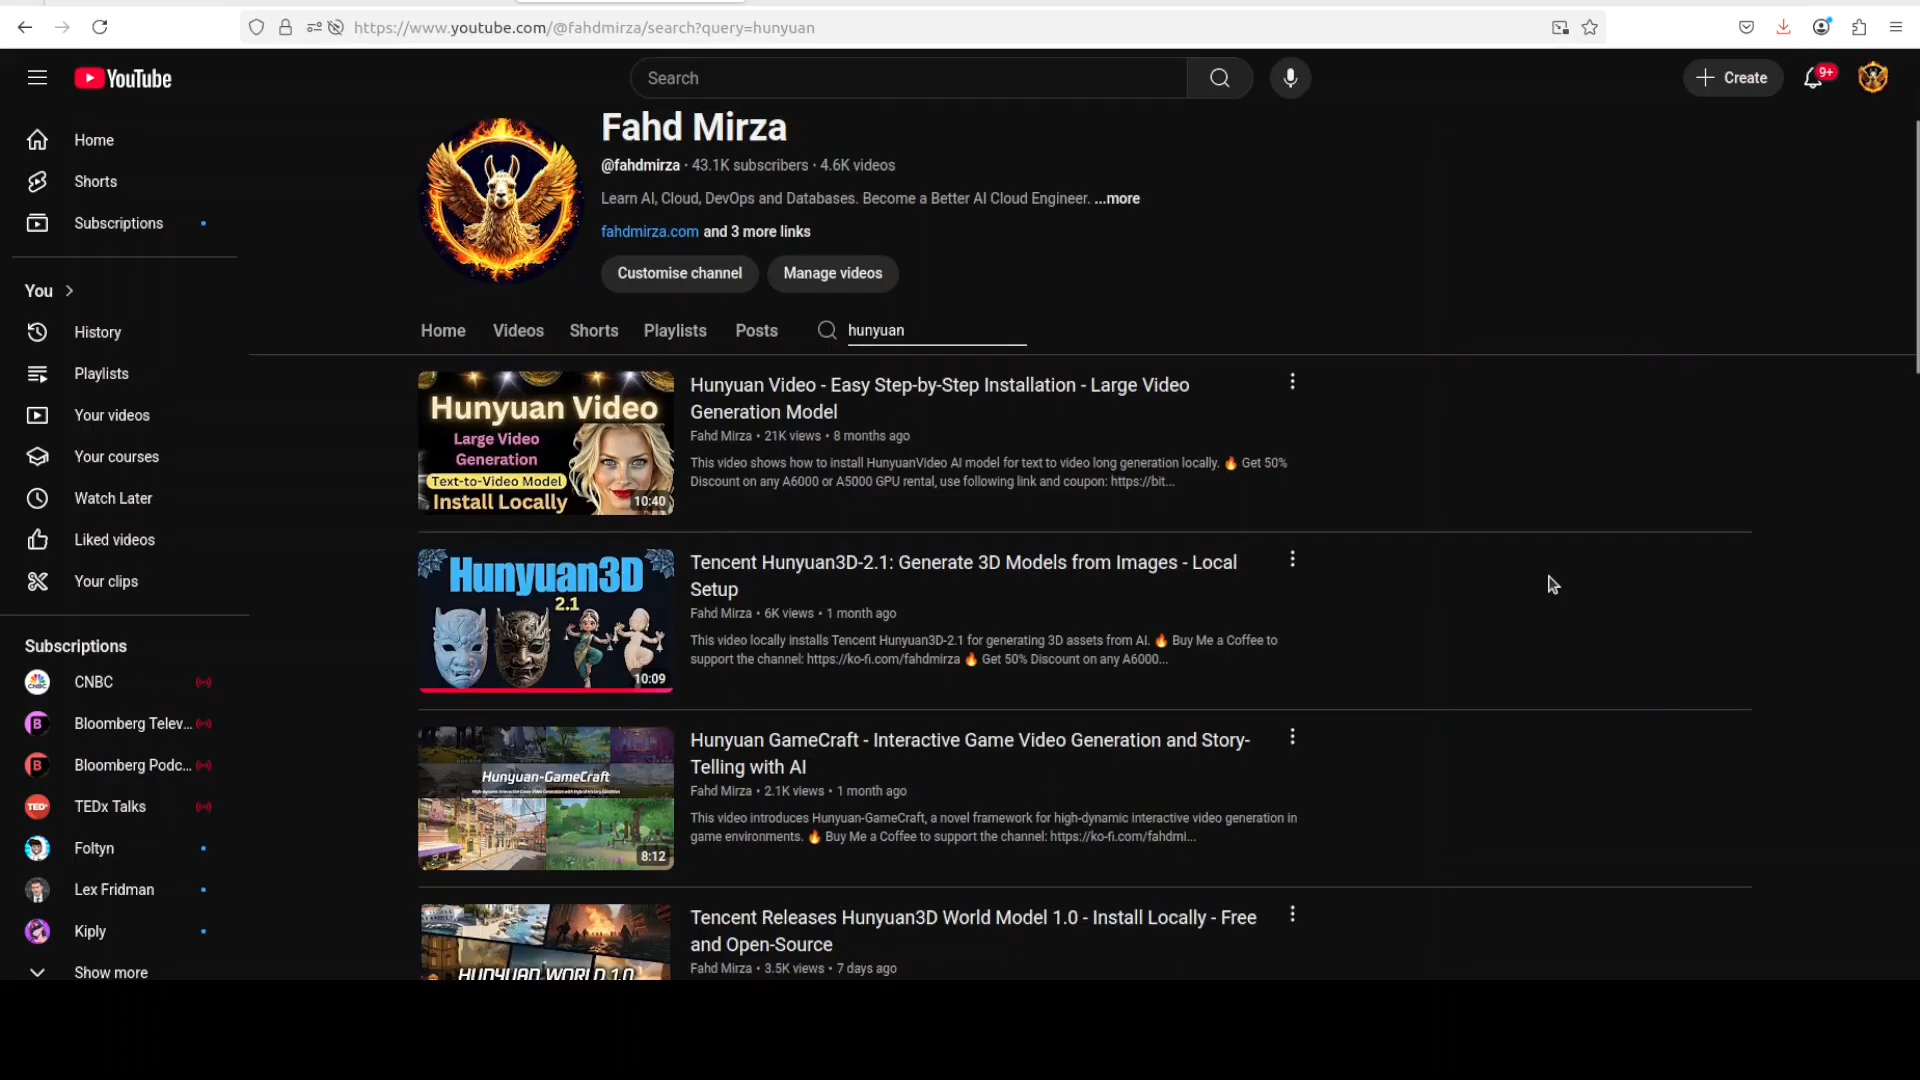 https://www.youtube.com/@fahdmirza/search?query=hunyuan
YouTube
Search
Create
9+
Home
Shorts
Subscriptions
You
History
Playlists
Your videos
Your courses
Watch Later
Liked videos
Your clips
Subscriptions
CNBC
Bloomberg Telev...
Bloomberg Podc...
TEDx Talks
Foltyn
Lex Fridman
Kiply
Show more
Fahd Mirza
@fahdmirza · 43.1K subscribers · 4.6K videos
Learn AI, Cloud, DevOps and Databases. Become a Better AI Cloud Engineer. ...more
fahdmirza.com and 3 more links
Customise channel Manage videos
Home Videos Shorts Playlists Posts hunyuan
Hunyuan Video
Large Video
Generation
Text-to-Video Model
Install Locally
10:40
Hunyuan Video - Easy Step-by-Step Installation - Large Video
Generation Model
Fahd Mirza • 21K views • 8 months ago
This video shows how to install HunyuanVideo AI model for text to video long generation locally. 🔥 Get 50%
Discount on any A6000 or A5000 GPU rental, use following link and coupon: https://bit...
Hunyuan3D
2.1
10:09
Tencent Hunyuan3D-2.1: Generate 3D Models from Images - Local
Setup
Fahd Mirza • 6K views • 1 month ago
This video locally installs Tencent Hunyuan3D-2.1 for generating 3D assets from AI. 🔥 Buy Me a Coffee to
support the channel: https://ko-fi.com/fahdmirza 🔥 Get 50% Discount on any A6000...
Hunyuan-GameCraft
8:12
Hunyuan GameCraft - Interactive Game Video Generation and Story-
Telling with AI
Fahd Mirza • 2.1K views • 1 month ago
This video introduces Hunyuan-GameCraft, a novel framework for high-dynamic interactive video generation in
game environments. 🔥 Buy Me a Coffee to support the channel: https://ko-fi.com/fahdmi...
HUNYUAN WORLD 1.0
Tencent Releases Hunyuan3D World Model 1.0 - Install Locally - Free
and Open-Source
Fahd Mirza • 3.5K views • 7 days ago